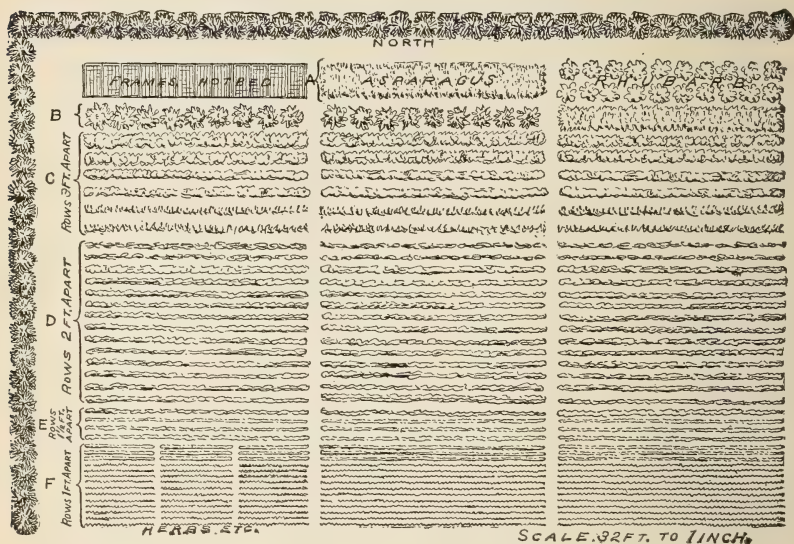 NORTH
FRAMES, HOTBED
A
ASPARAGUS
RHUBARB
B
C
ROWS 3 FT. APART
D
ROWS 2 FT. APART
E
ROWS
1½ FT.
APART
F
ROWS 1 FT. APART
HERBS. ETC.
SCALE. 32 FT. TO 1 INCH.